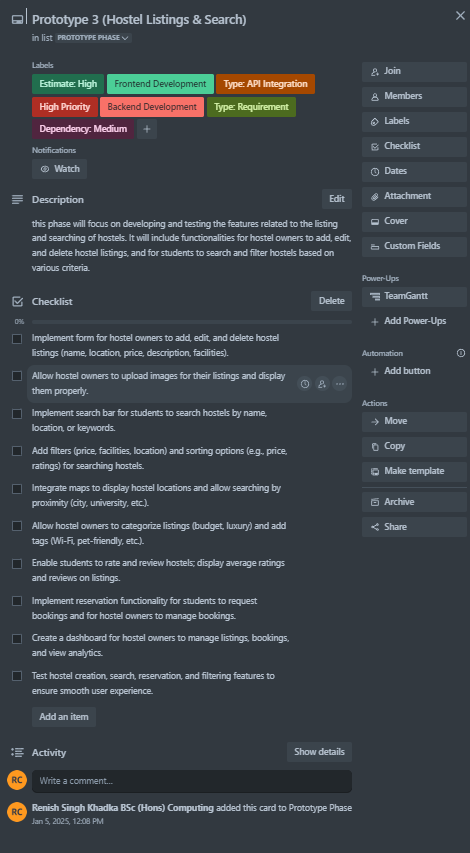 Prototype 3 (Hostel Listings & Search)
in list PROTOTYPE PHASE
Labels
Estimate: High
Frontend Development
Type: API Integration
High Priority
Backend Development
Type: Requirement
Dependency: Medium
Notifications
Watch
Description
Edit
this phase will focus on developing and testing the features related to the listing
and searching of hostels. It will include functionalities for hostel owners to add, edit,
and delete hostel listings, and for students to search and filter hostels based on
various criteria.
Checklist
Delete
0%
Implement form for hostel owners to add, edit, and delete hostel
listings (name, location, price, description, facilities).
Allow hostel owners to upload images for their listings and display
them properly.
Implement search bar for students to search hostels by name,
location, or keywords.
Add filters (price, facilities, location) and sorting options (e.g., price,
ratings) for searching hostels.
Integrate maps to display hostel locations and allow searching by
proximity (city, university, etc.).
Allow hostel owners to categorize listings (budget, luxury) and add
tags (Wi-Fi, pet-friendly, etc.).
Enable students to rate and review hostels; display average ratings
and reviews on listings.
Implement reservation functionality for students to request
bookings and for hostel owners to manage bookings.
Create a dashboard for hostel owners to manage listings, bookings,
and view analytics.
Test hostel creation, search, reservation, and filtering features to
ensure smooth user experience.
Add an item
Activity
Show details
RC
Write a comment...
RC
Renish Singh Khadka BSc (Hons) Computing added this card to Prototype Phase
Jan 5, 2025, 12:08 PM
Join
Members
Labels
Checklist
Dates
Attachment
Cover
Custom Fields
Power-Ups
TeamGantt
Add Power-Ups
Automation
Add button
Actions
Move
Copy
Make template
Archive
Share